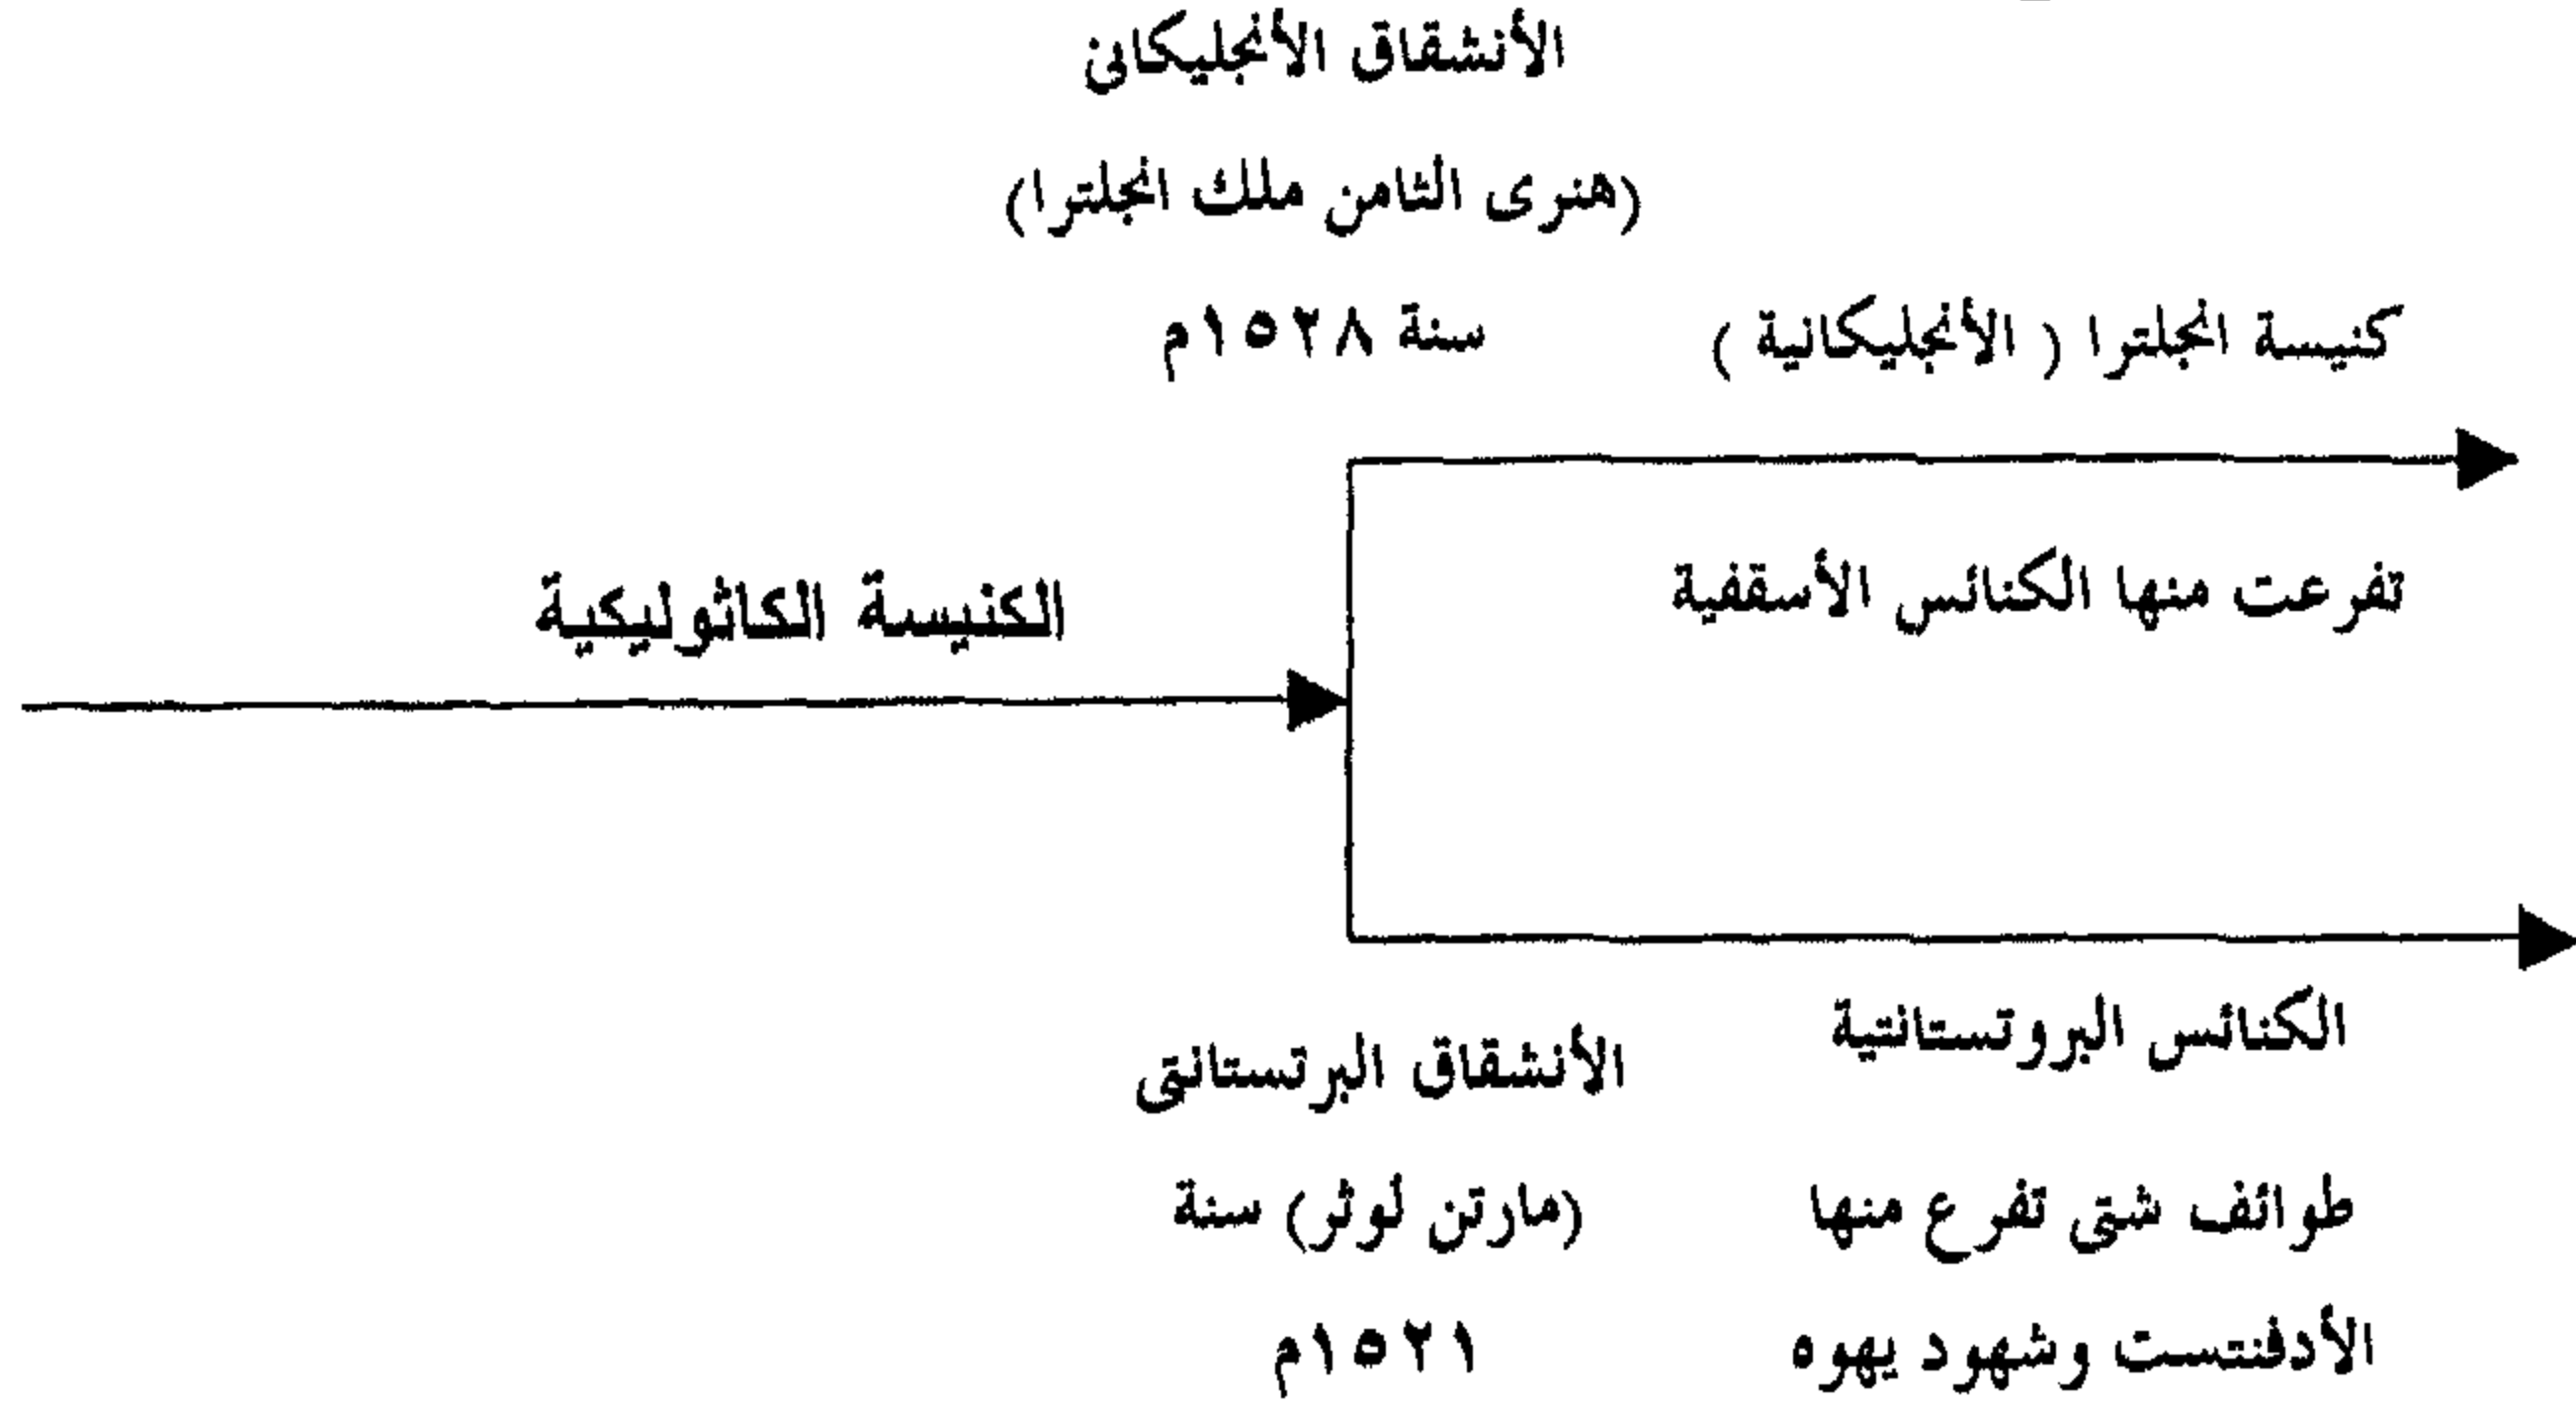 الأنشقاق الأنجليكانى
(هنرى الثامن ملك انجلترا)
كنيسة انجلترا ( الأنجليكانية )
سنة ١٥٢٨م
تفرعت منها الكنائس الأسقفية
الكنيسة الكاثوليكية
الكنائس البروتستانتية
طوائف شتى تفرع منها
الأدفنتست وشهود يهوه
الأنشقاق البرتستانتى
(مارتن لوثر) سنة
١٥٢١م